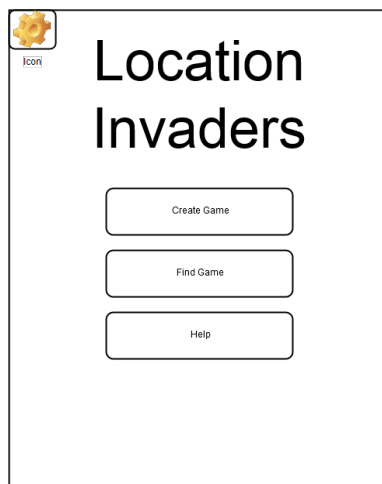 Icon
Location
Invaders
Create Game
Find Game
Help